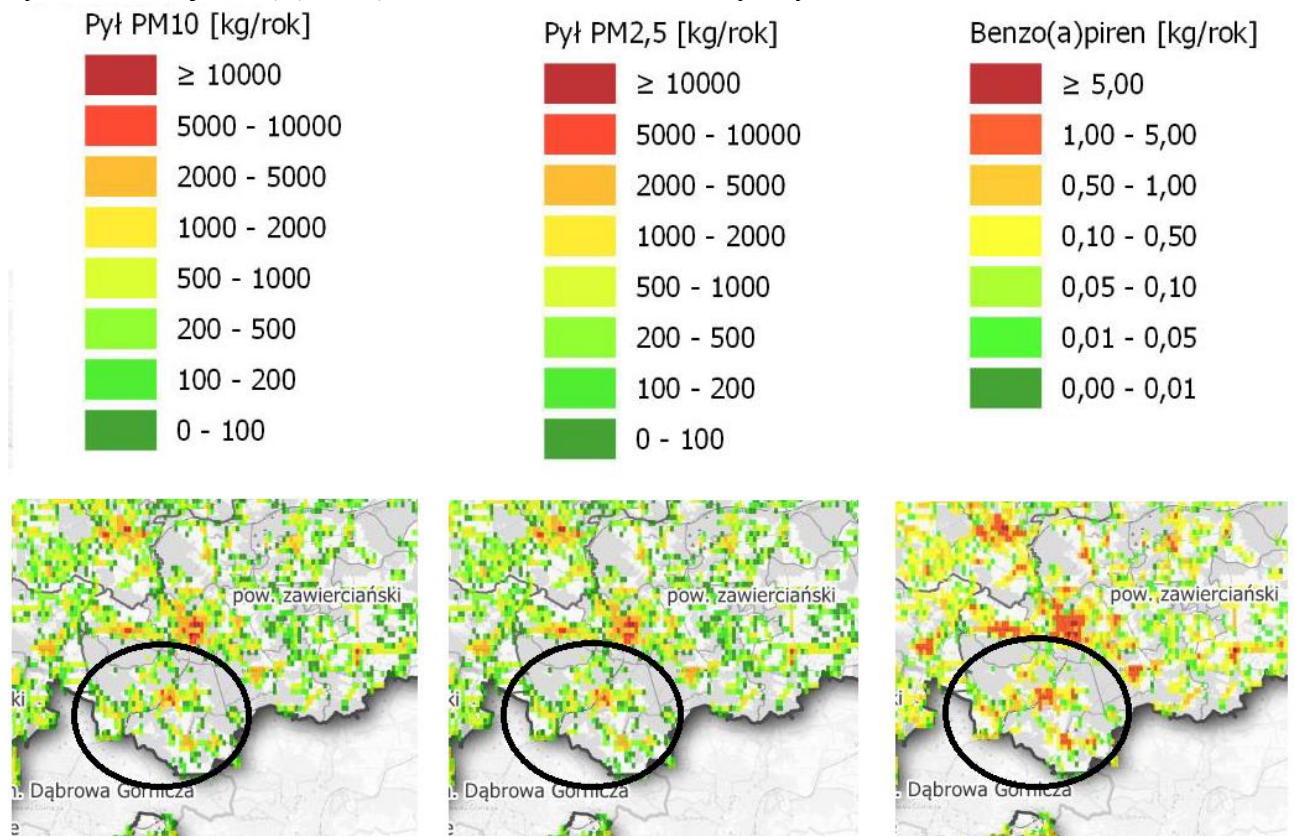 Pył PM10 [kg/rok]
≥ 10000
5000 - 10000
2000 - 5000
1000 - 2000
500 - 1000
200 - 500
100 - 200
0 - 100
Pył PM2,5 [kg/rok]
≥ 10000
5000 - 10000
2000 - 5000
1000 - 2000
500 - 1000
200 - 500
100 - 200
0 - 100
Benzo(a)piren [kg/rok]
≥ 5,00
1,00 - 5,00
0,50 - 1,00
0,10 - 0,50
0,05 - 0,10
0,01 - 0,05
0,00 - 0,01
pow. zawierciański
ki
Dąbrowa Górnicza
e
pow. zawierciański
ki
Dąbrowa Górnicza
e
pow. zawierciański
ki
Dąbrowa Górnicza
e